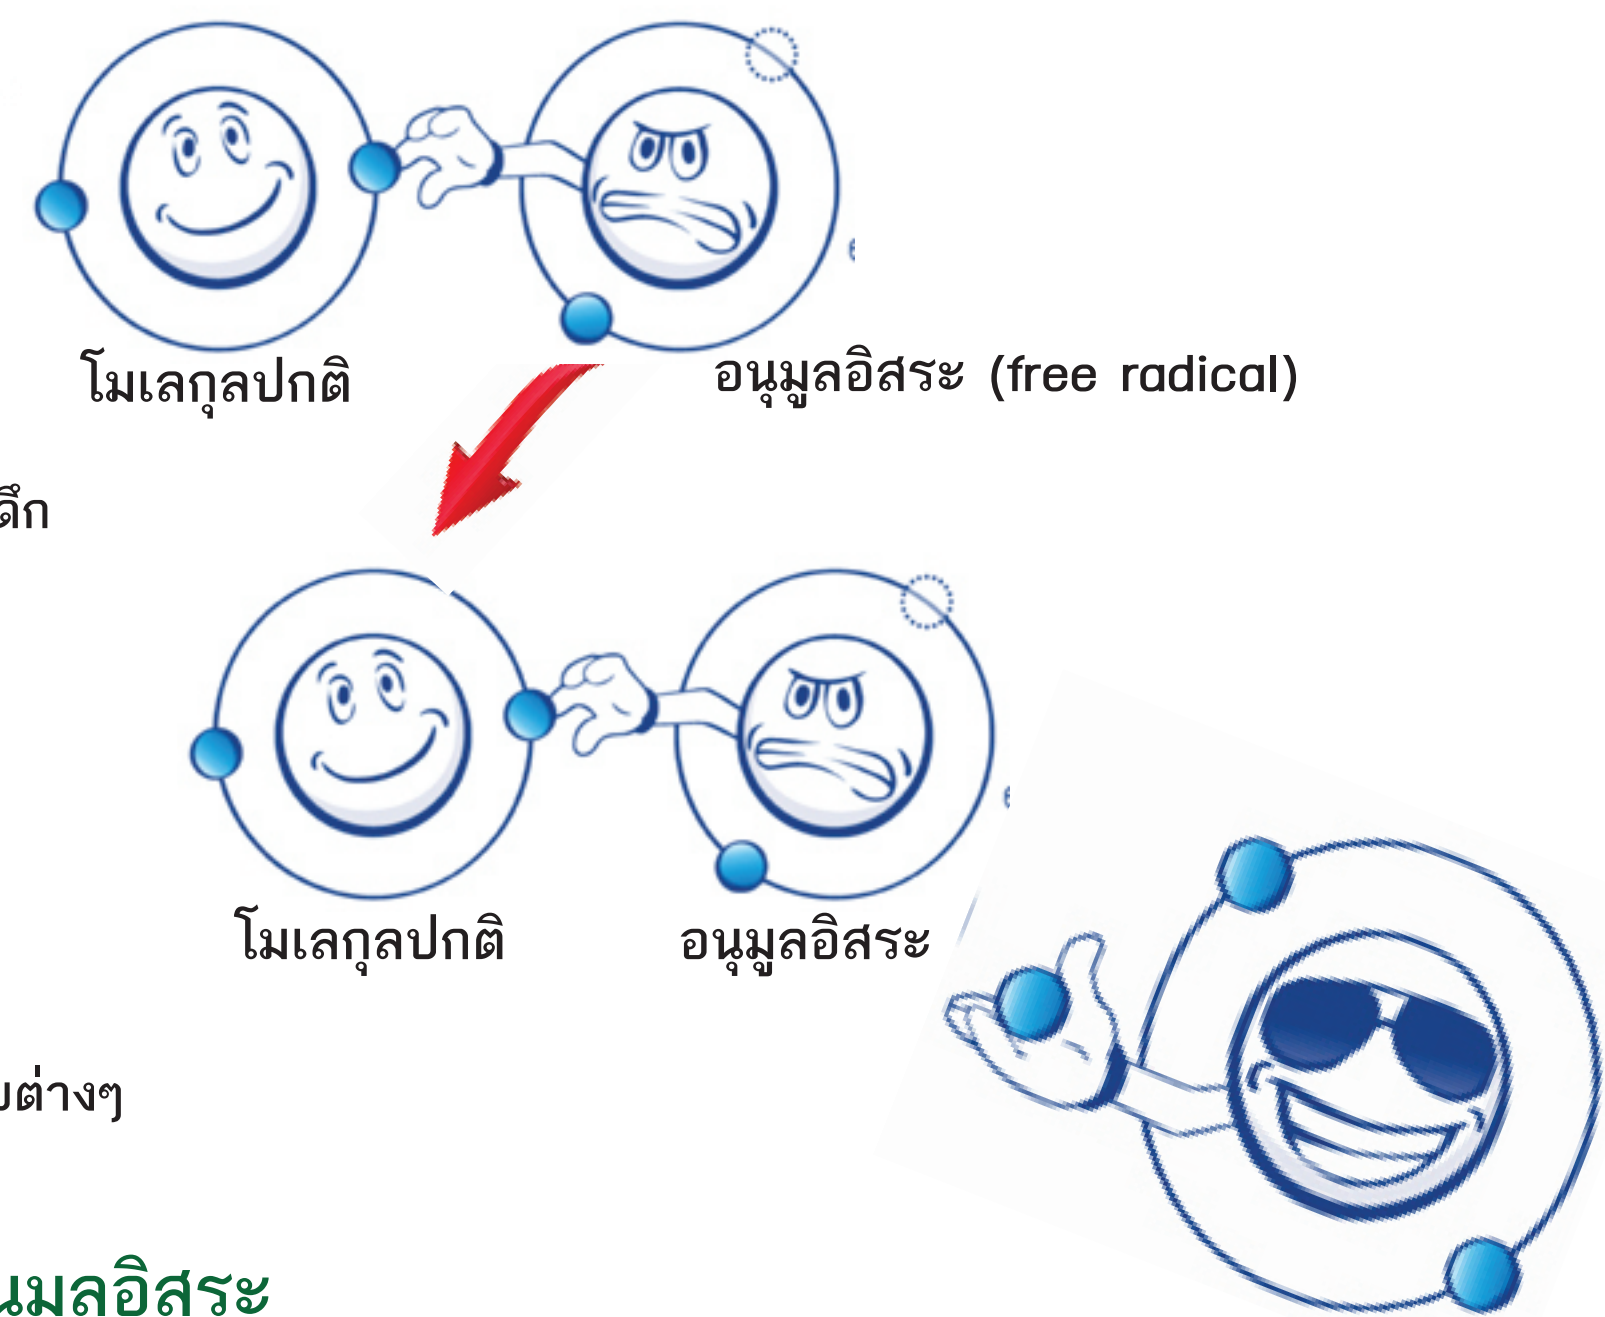 โมเลกุลปกติ
อนุมูลอิสระ (free radical)
ดึก
โมเลกุลปกติ
อนุมูลอิสระ
ต่างๆ
มูลอิสระ